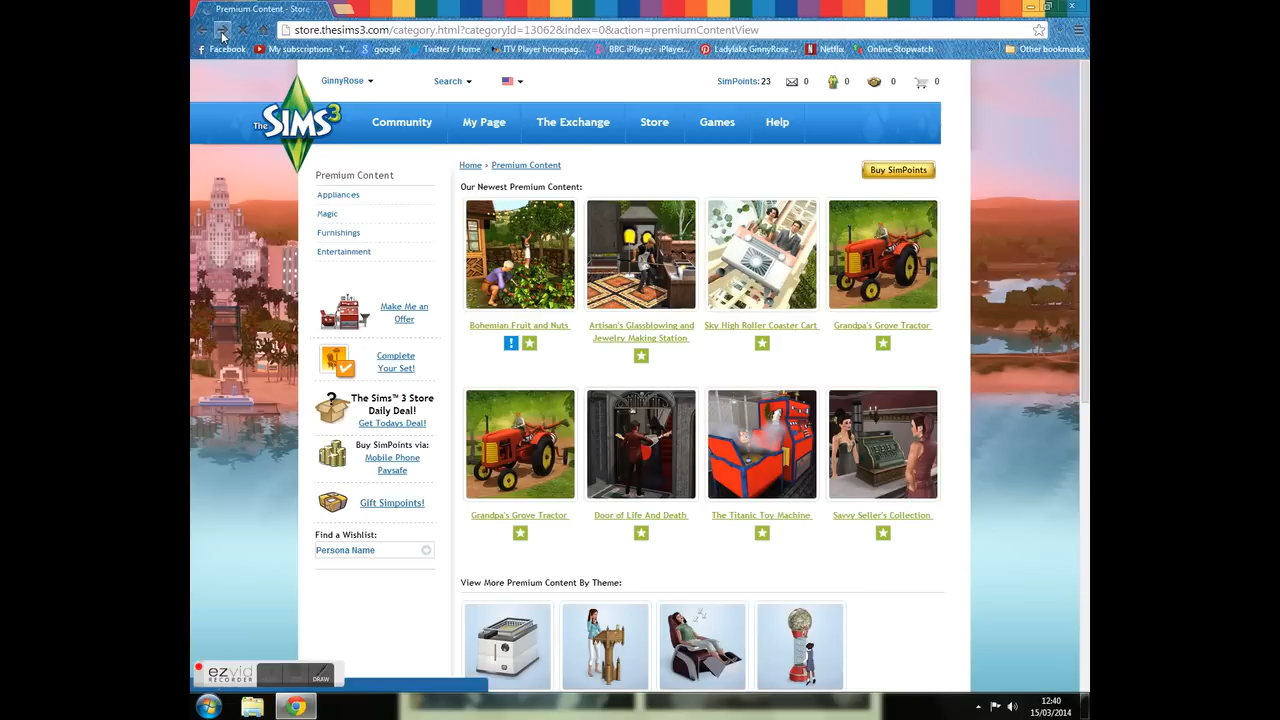 Premium Content - Store
store.thesims3.com/category.html?categoryId=13062&index=0&action=premiumContentView
Facebook
My subscriptions - Y...
google
Twitter / Home
ITV Player homepag...
BBC iPlayer - iPlaye...
Ladylake GinnyRose ...
Netflix
Online Stopwatch
»
Other bookmarks
GinnyRose
Search
SimPoints: 23
0
0
0
0
THE SIMS 3
Community
My Page
The Exchange
Store
Games
Help
Home > Premium Content
Buy SimPoints
Premium Content
Appliances
Magic
Furnishings
Entertainment
Make Me an
Offer
Complete
Your Set!
The Sims™ 3 Store
Daily Deal!
Get Todays Deal!
Buy SimPoints via:
Mobile Phone
Paysafe
Gift Simpoints!
Find a Wishlist:
Persona Name
Our Newest Premium Content:
Bohemian Fruit and Nuts
Artisan's Glassblowing and
Jewelry Making Station
Sky High Roller Coaster Cart
Grandpa's Grove Tractor
Grandpa's Grove Tractor
Door of Life And Death
The Titanic Toy Machine
Savvy Seller's Collection
View More Premium Content By Theme:
ezvid
RECORDER
DRAW
12:40
15/03/2014